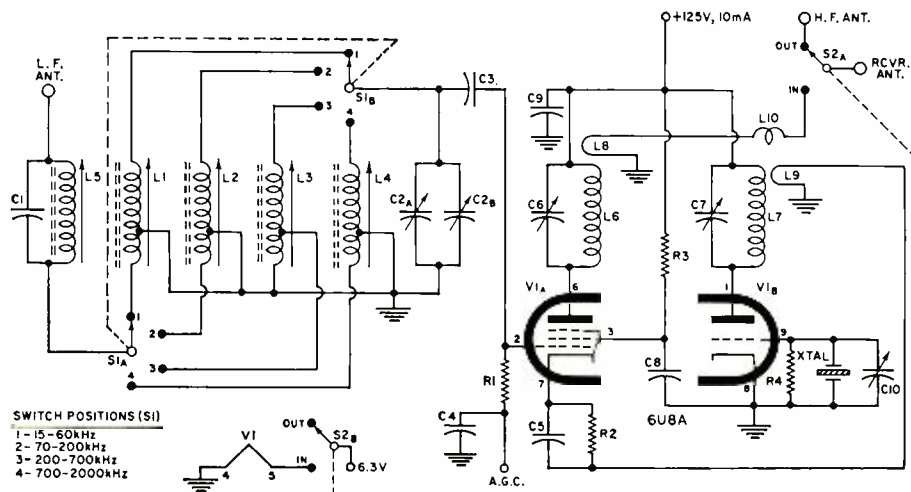 +125V, 10mA
H.F. ANT.
OUT
S2A
RCVR.
ANT.
IN
L.F.
ANT.
1
2
3
4
S1B
C3
C9
L10
L8
L9
C1
L5
L1
L2
L3
L4
C2A
C2B
C6
L6
C7
L7
R3
V1A
6
V1B
1
1
2
3
4
S1A
2
3
7
9
8
R1
C8
R4
XTAL
C10
6U8A
C4
C5
R2
A.G.C.
SWITCH POSITIONS (S1)
1-15-60kHz
2-70-200kHz
3-200-700kHz
4-700-2000kHz
V1
4
5
OUT
IN
S2B
6.3V